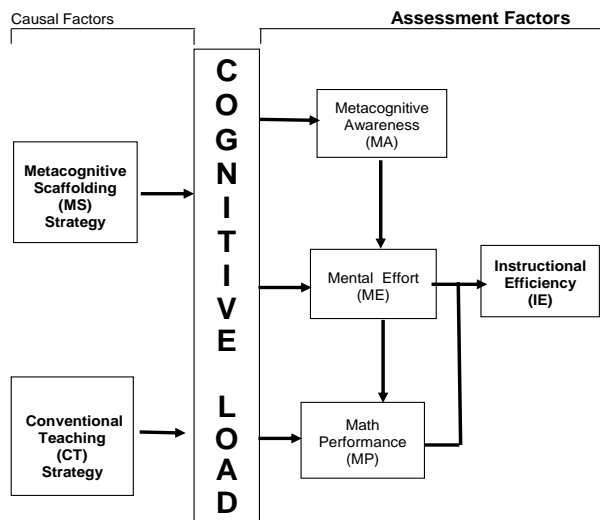 Causal Factors
Assessment Factors
Metacognitive
Scaffolding
(MS)
Strategy
Conventional
Teaching
(CT)
Strategy
C
O
G
N
I
T
I
V
E
L
O
A
D
Metacognitive
Awareness
(MA)
Mental Effort
(ME)
Math
Performance
(MP)
Instructional
Efficiency
(IE)